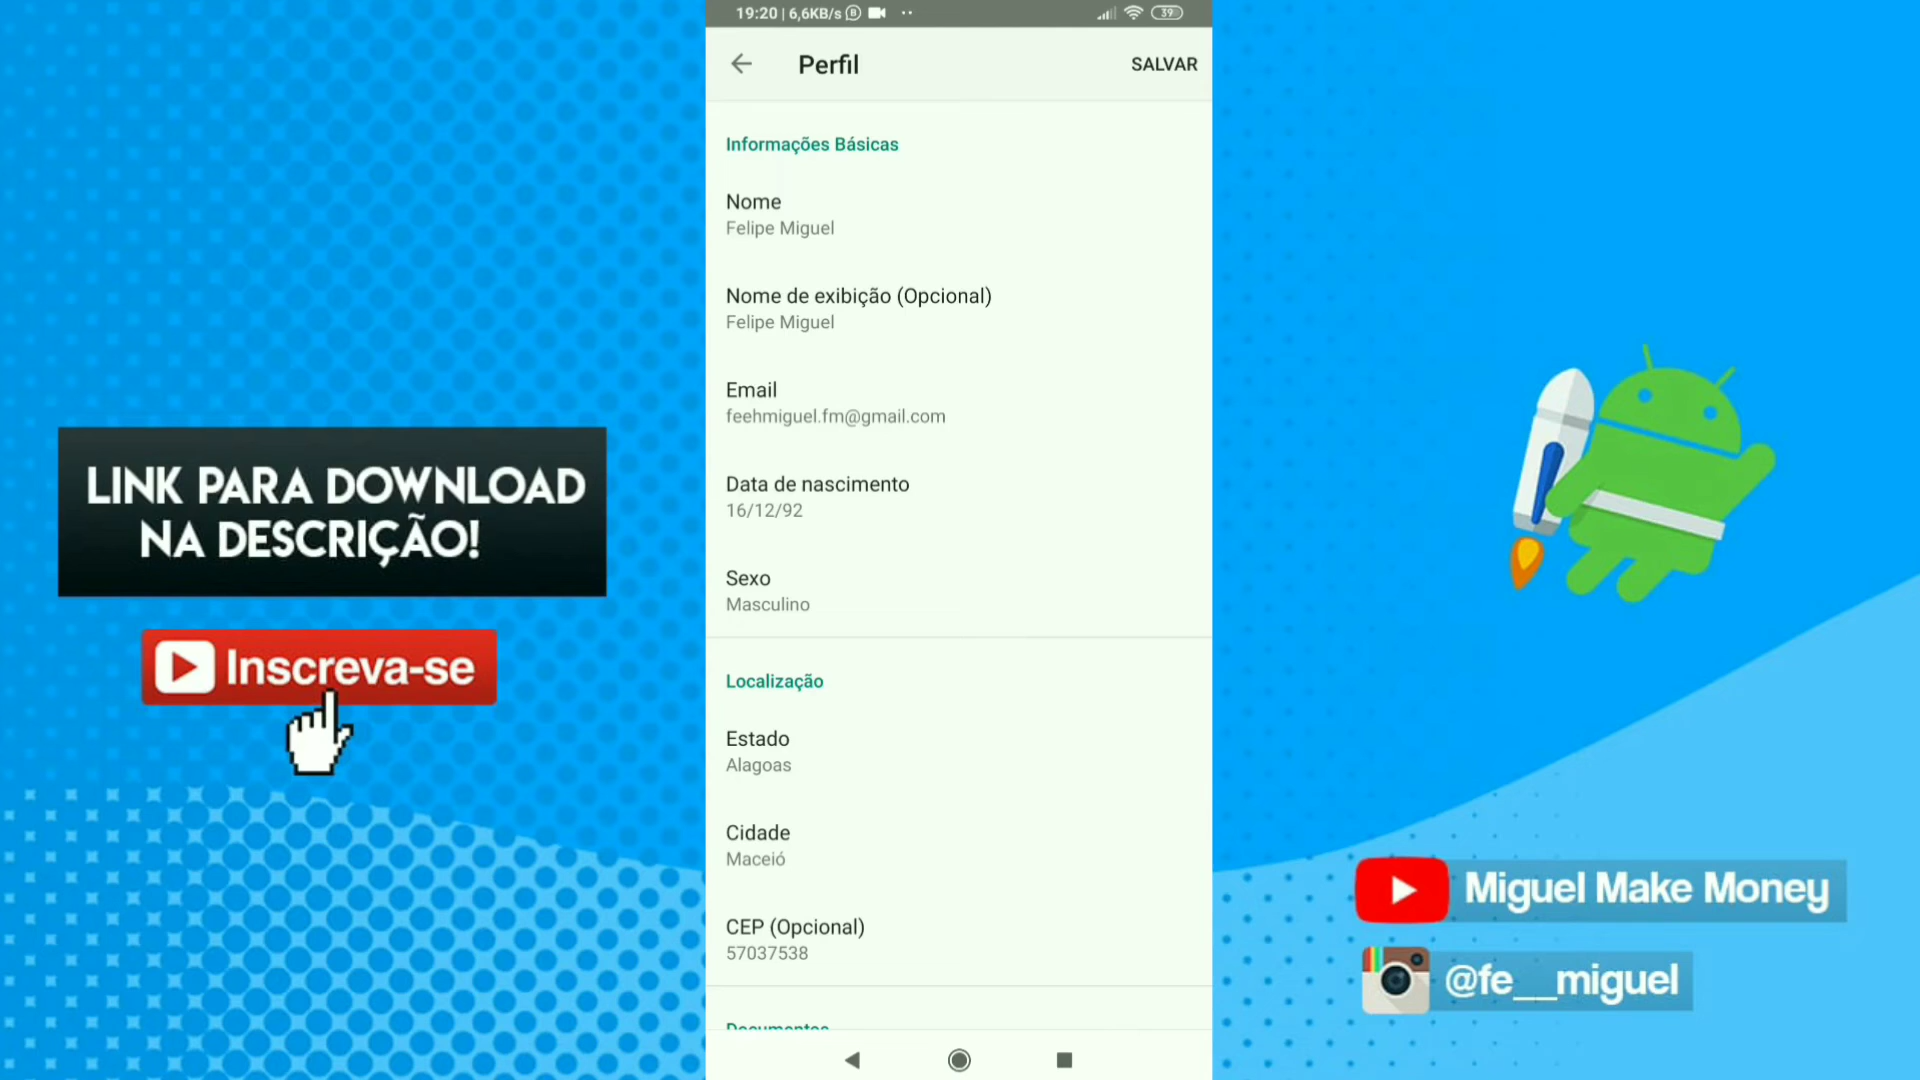 19:20 | 6,6KB/s
39
Perfil
SALVAR
Informações Básicas
Nome
Felipe Miguel
Nome de exibição (Opcional)
Felipe Miguel
Email
feehmiguel.fm@gmail.com
Data de nascimento
16/12/92
Sexo
Masculino
Localização
Estado
Alagoas
Cidade
Maceió
CEP (Opcional)
57037538
Documentos
LINK PARA DOWNLOAD
NA DESCRIÇÃO!
Inscreva-se
Miguel Make Money
@fe__miguel